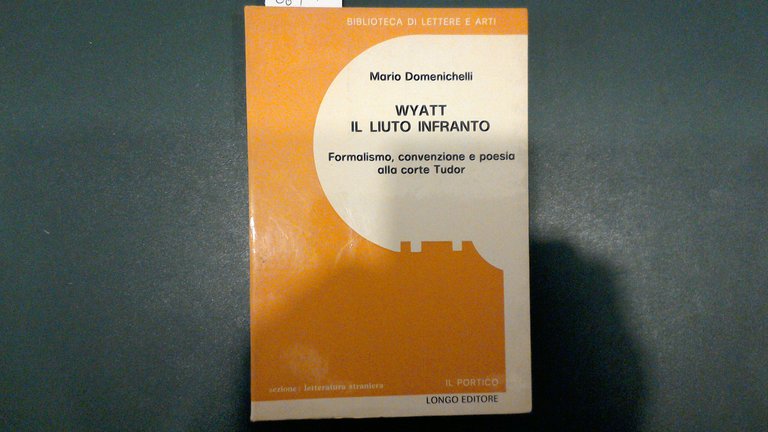 BIBLIOTECA DI LETTERE E ARTI
Mario Domenichelli
WYATT
IL LIUTO INFRANTO
Formalismo, convenzione e poesia
alla corte Tudor
sezione: letteratura straniera
IL PORTICO
LONGO EDITORE